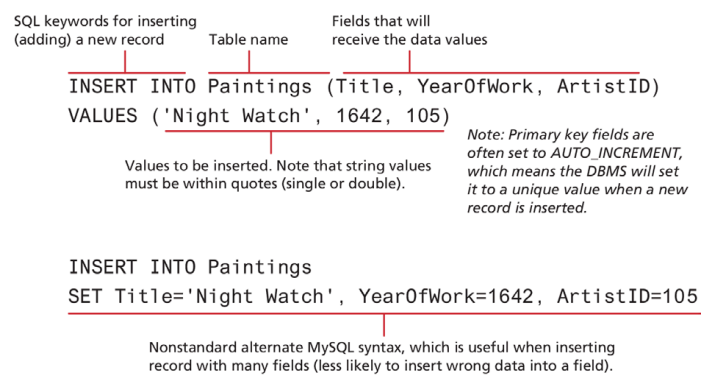 SQL keywords for inserting
(adding) a new record
Table name
Fields that will
receive the data values
INSERT INTO Paintings (Title, YearOfWork, ArtistID)
VALUES ('Night Watch', 1642, 105)
Values to be inserted. Note that string values
must be within quotes (single or double).
Note: Primary key fields are
often set to AUTO_INCREMENT,
which means the DBMS will set
it to a unique value when a new
record is inserted.
INSERT INTO Paintings
SET Title='Night Watch', YearOfWork=1642, ArtistID=105
Nonstandard alternate MySQL syntax, which is useful when inserting
record with many fields (less likely to insert wrong data into a field).